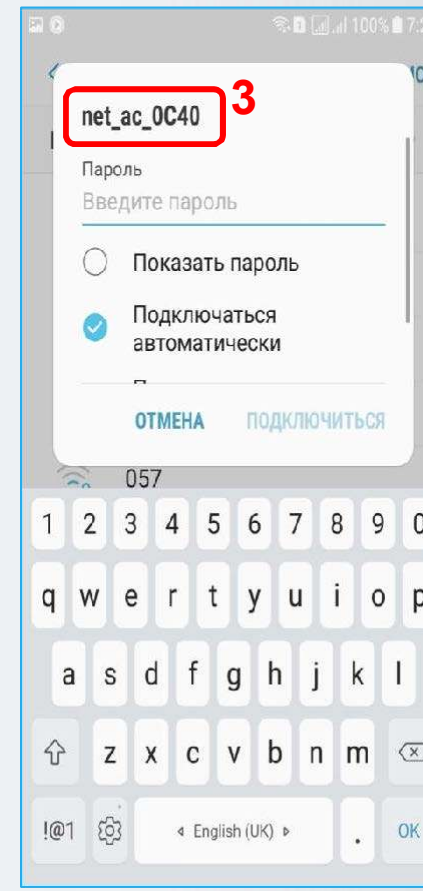 100%
3
net_ac_0C40
Пароль
Введите пароль
Показать пароль
Подключаться
автоматически
ОТМЕНА ПОДКЛЮЧИТЬСЯ
057
1 2 3 4 5 6 7 8 9 0
q w e r t y u i o p
a s d f g h j k l
z x c v b n m
!@1 English (UK) . OK